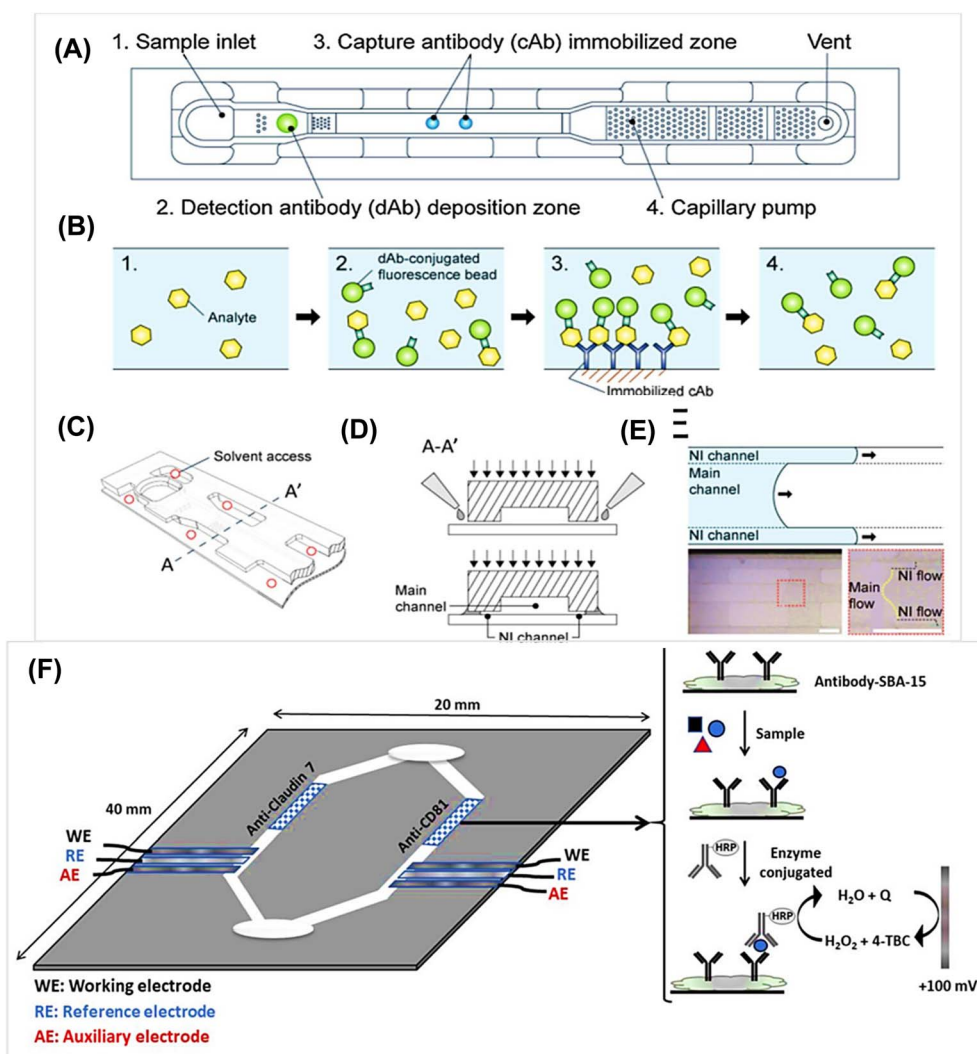 (A)
1. Sample inlet
3. Capture antibody (cAb) immobilized zone
Vent
2. Detection antibody (dAb) deposition zone
4. Capillary pump
(B)
1.
Analyte
2.
dAb-conjugated
fluorescence bead
3.
Immobilized cAb
4.
(C)
Solvent access
A'
A
(D)
A-A'
Main
channel
NI channel
(E)
NI channel
Main
channel
NI channel
Main
flow
NI flow
NI flow
(F)
20 mm
40 mm
Anti-Claudin 7
Anti-CD81
WE
RE
AE
WE
RE
AE
WE: Working electrode
RE: Reference electrode
AE: Auxiliary electrode
Antibody-SBA-15
Sample
HRP
Enzyme
conjugated
HRP
H₂O + Q
H₂O₂ + 4-TBC
+100 mV